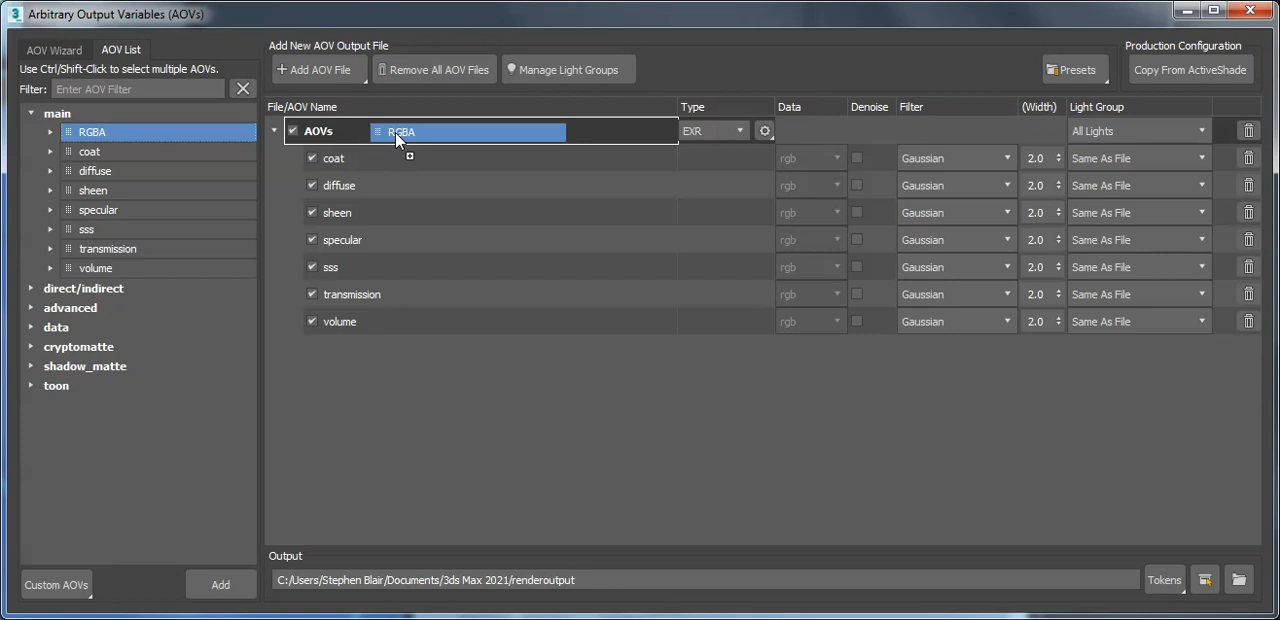 3 Arbitrary Output Variables (AOVs)
AOV Wizard AOV List
Use Ctrl/Shift-Click to select multiple AOVs.
Filter: Enter AOV Filter
main
RGBA
coat
diffuse
sheen
specular
sss
transmission
volume
direct/indirect
advanced
data
cryptomatte
shadow_matte
toon
Custom AOVs Add
Add New AOV Output File
+ Add AOV File Remove All AOV Files Manage Light Groups Presets
Production Configuration
Copy From ActiveShade
File/AOV Name Type Data Denoise Filter (Width) Light Group
AOVs RGBA EXR All Lights
coat rgb Gaussian 2.0 Same As File
diffuse rgb Gaussian 2.0 Same As File
sheen rgb Gaussian 2.0 Same As File
specular rgb Gaussian 2.0 Same As File
sss rgb Gaussian 2.0 Same As File
transmission rgb Gaussian 2.0 Same As File
volume rgb Gaussian 2.0 Same As File
Output
C:/Users/Stephen Blair/Documents/3ds Max 2021/renderoutput Tokens